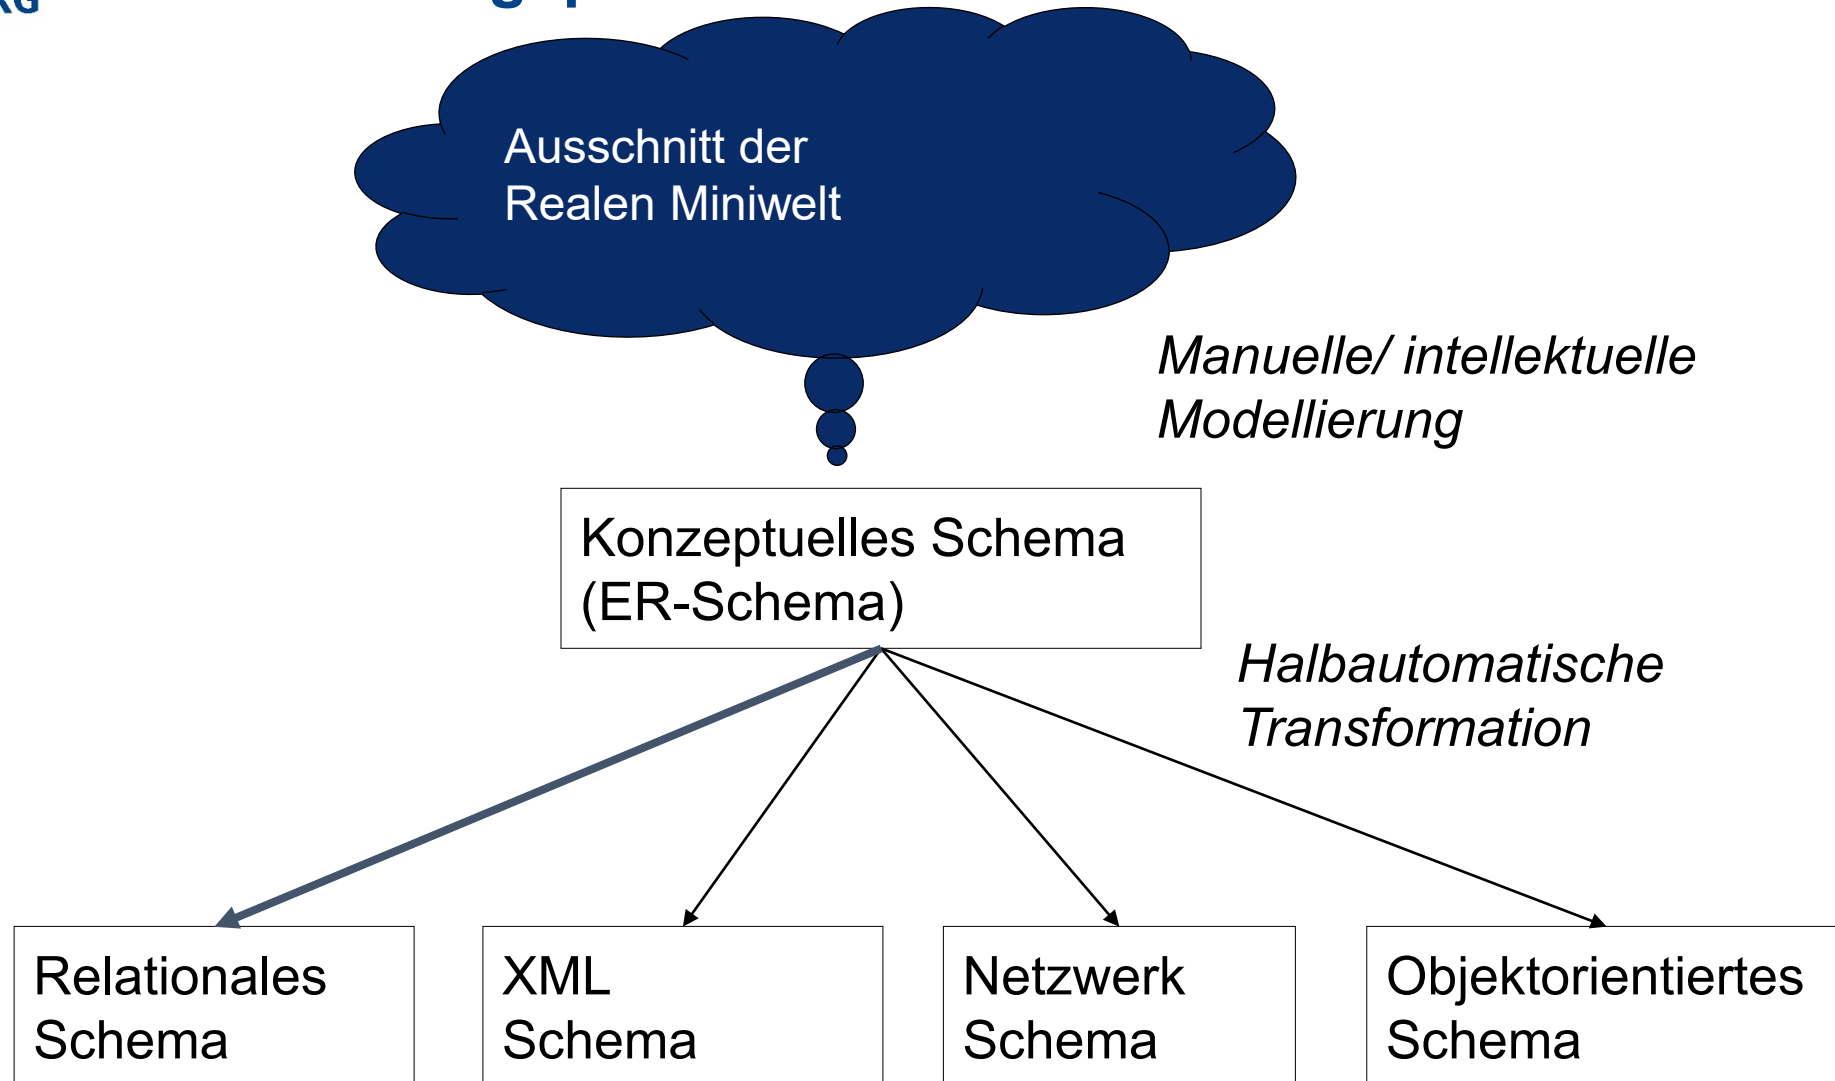 Ausschnitt der
Realen Miniwelt
Manuelle/ intellektuelle
Modellierung
Konzeptuelles Schema
(ER-Schema)
Halbautomatische
Transformation
Relationales
Schema
XML
Schema
Netzwerk
Schema
Objektorientiertes
Schema